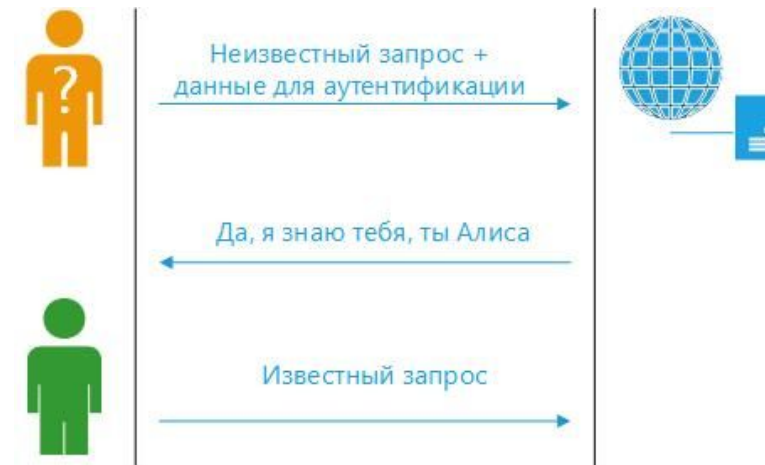 Неизвестный запрос +
данные для аутентификации
?
Да, я знаю тебя, ты Алиса
Известный запрос